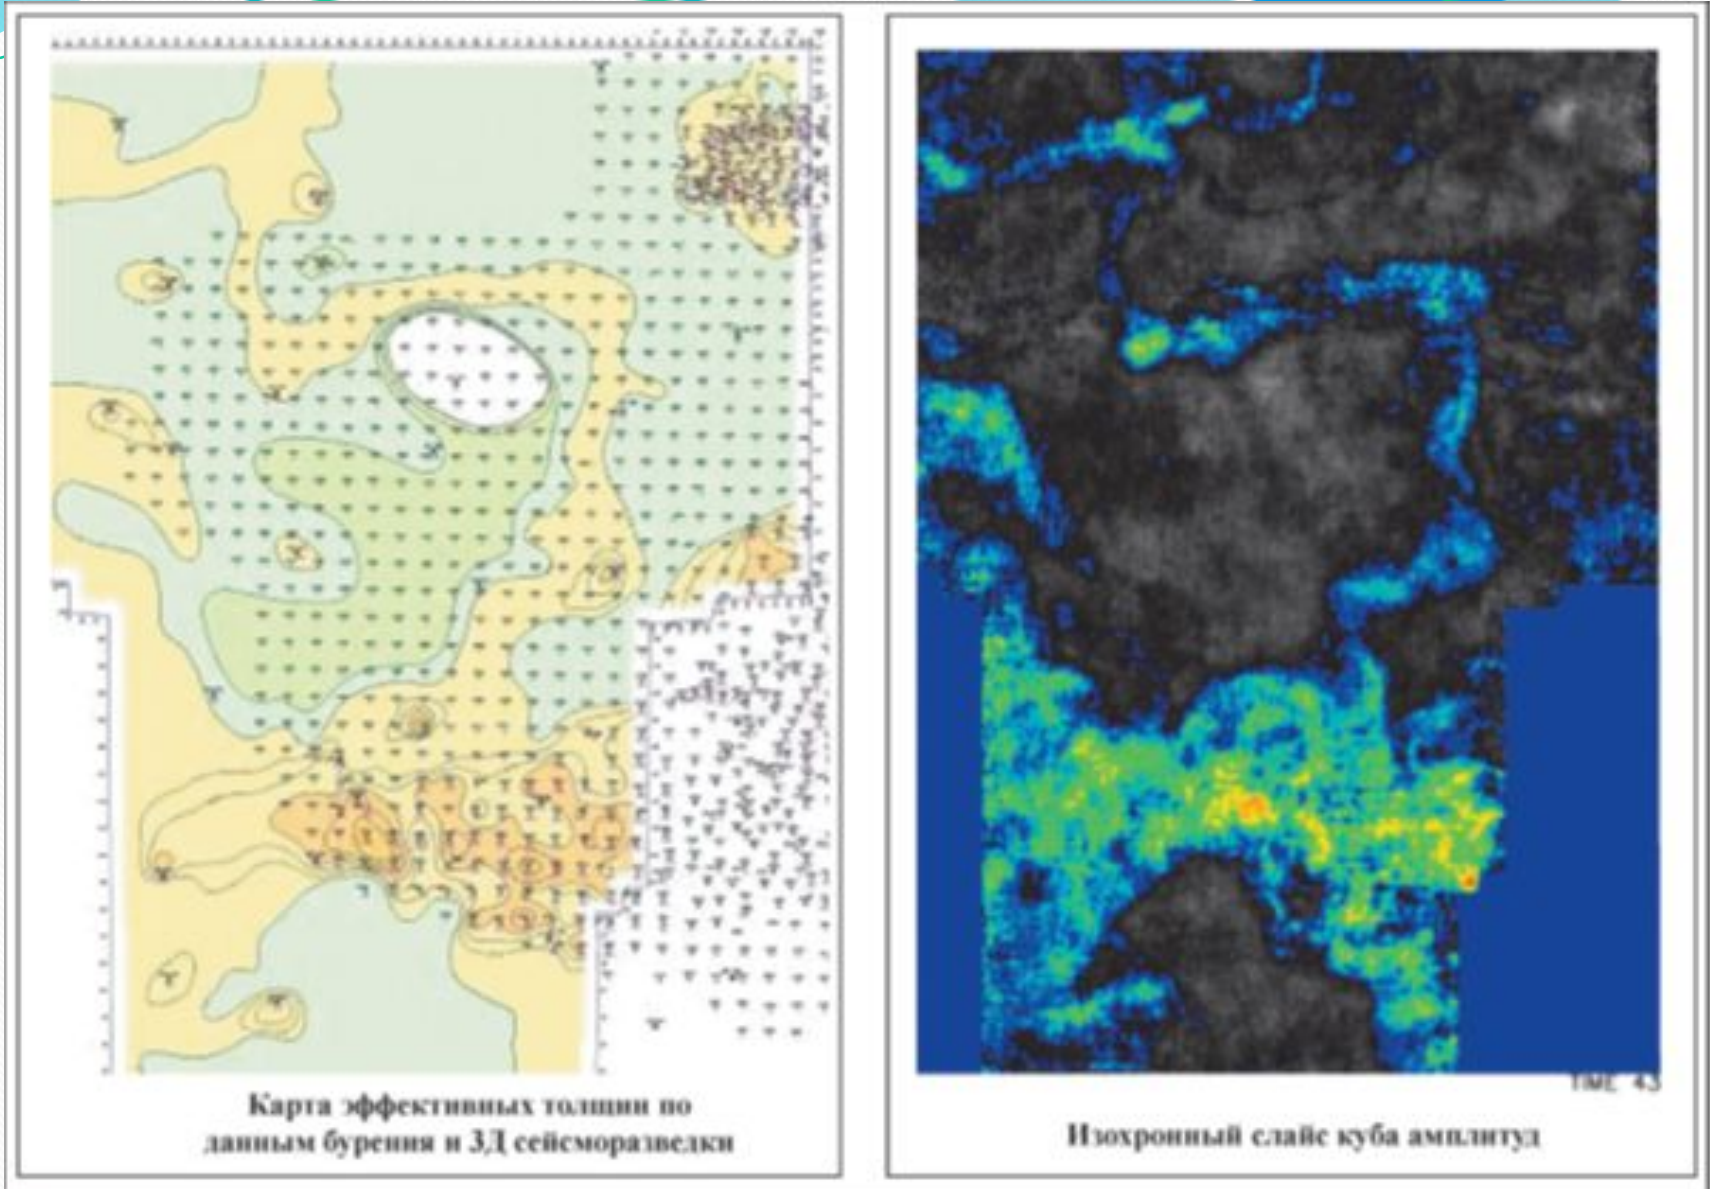 Карта эффективных толщин по
данным бурения и 3Д сейсморазведки
TIME 43
Изохронный слайс куба амплитуд